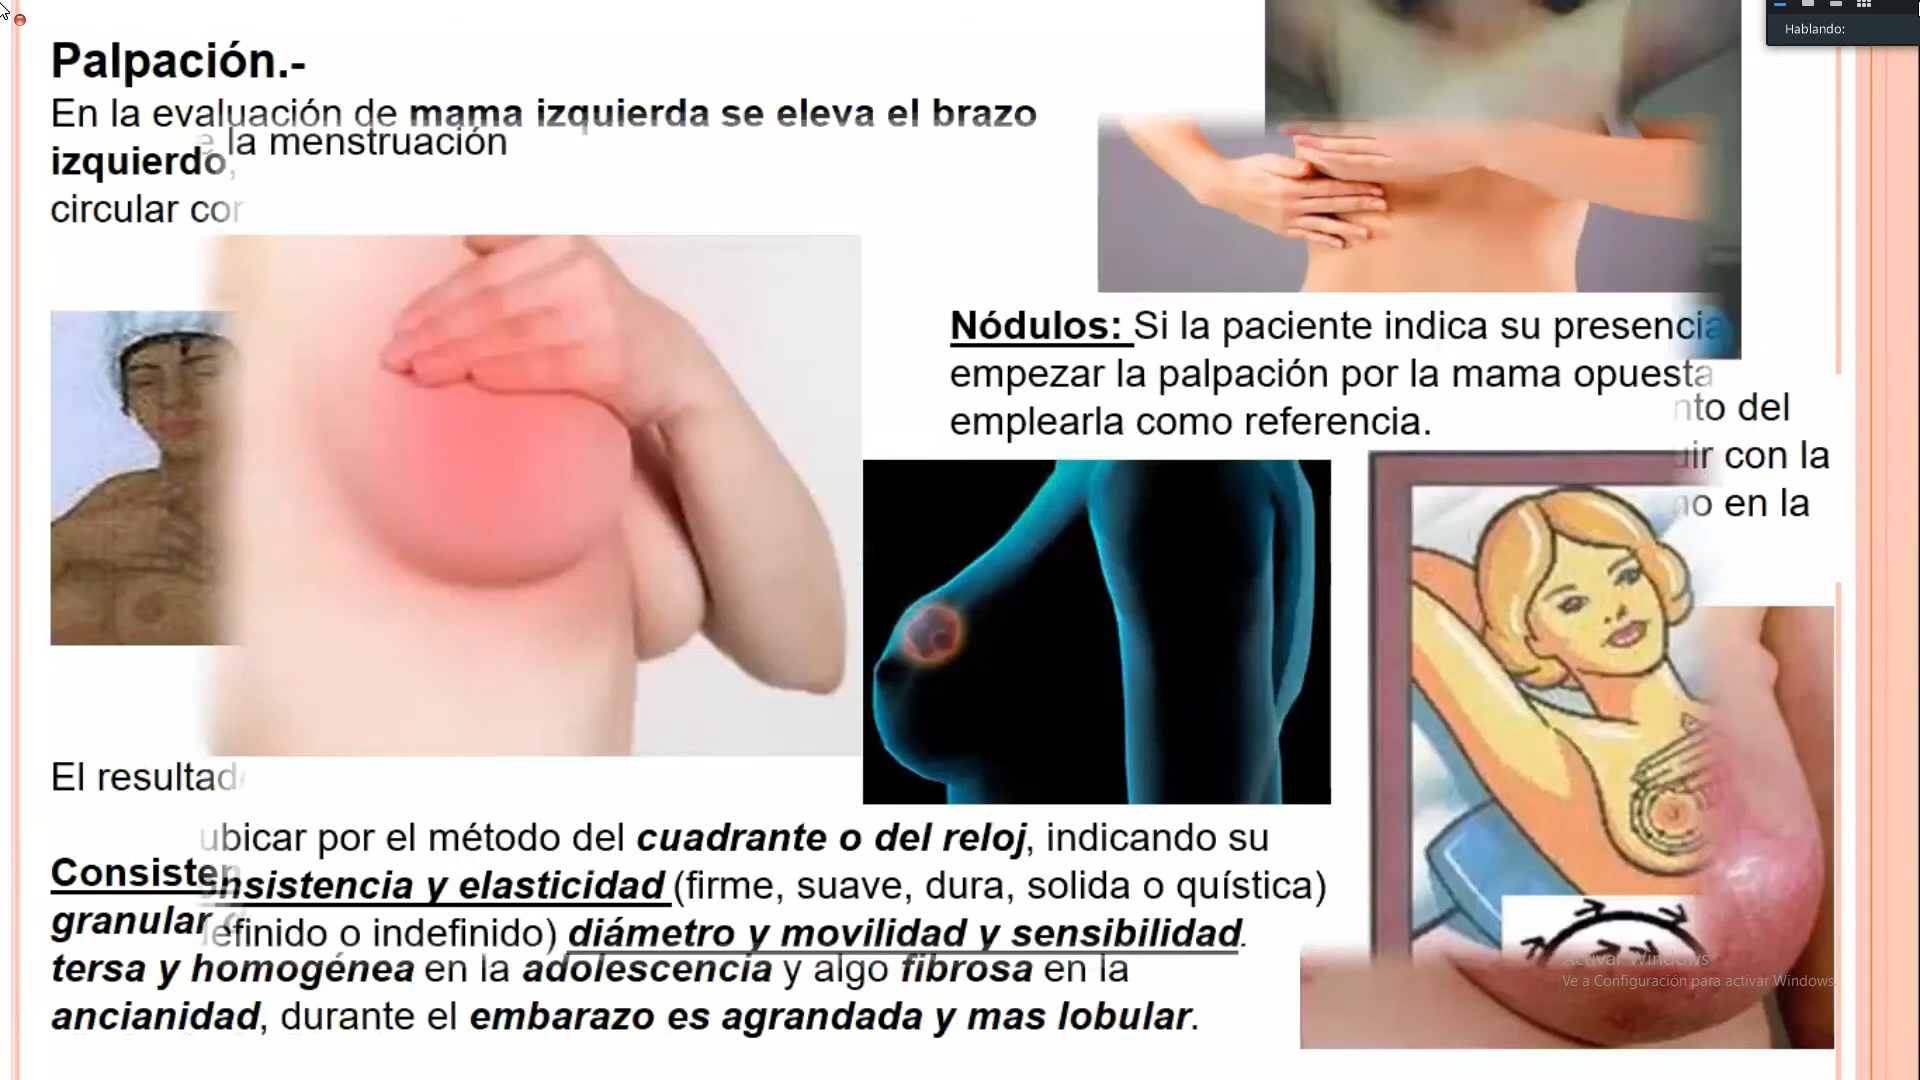 Hablando:
Palpación.-
En la evaluación de mama izquierda se eleva el brazo
la menstruación
izquierdo,
circular con
Nódulos: Si la paciente indica su presencia
empezar la palpación por la mama opuesta
nto del
emplearla como referencia.
uir con la
no en la
El resultado
ubicar por el método del cuadrante o del reloj, indicando su
Consisten
nsistencia y elasticidad (firme, suave, dura, solida o quística)
granular
efinido o indefinido) diámetro y movilidad y sensibilidad.
tersa y homogénea en la adolescencia y algo fibrosa en la
ancianidad, durante el embarazo es agrandada y mas lobular.
Activar Windows
Ve a Configuración para activar Windows.